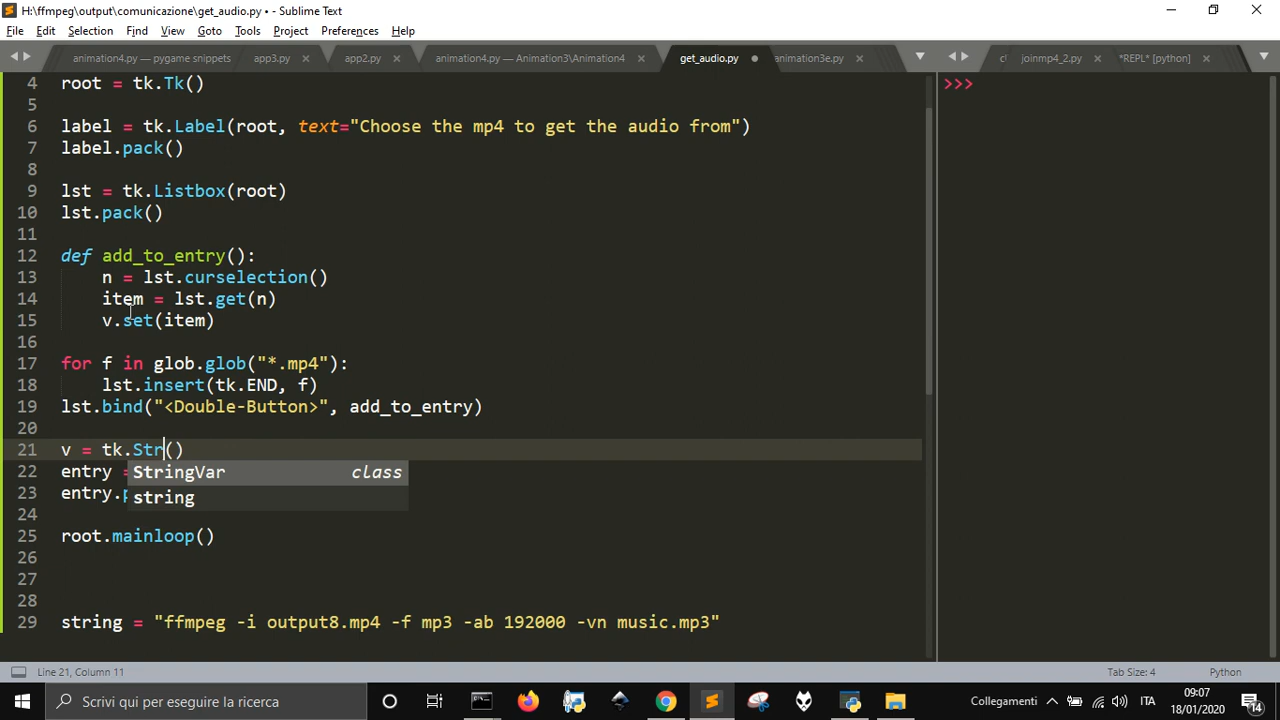 H:\ffmpeg\output\comunicazione\get_audio.py • - Sublime Text
File Edit Selection Find View Goto Tools Project Preferences Help
animation4.py — pygame snippets app3.py × app2.py × animation4.py — Animation3\Animation4 × get_audio.py • animation3e.py × joinmp4_2.py × *REPL* [python] ×
4 root = tk.Tk() >>>
5
6 label = tk.Label(root, text="Choose the mp4 to get the audio from")
7 label.pack()
8
9 lst = tk.Listbox(root)
10 lst.pack()
11
12 def add_to_entry():
13 n = lst.curselection()
14 item = lst.get(n)
15 v.set(item)
16
17 for f in glob.glob("*.mp4"):
18 lst.insert(tk.END, f)
19 lst.bind("<Double-Button>", add_to_entry)
20
21 v = tk.Str()
22 entry =
StringVar class
23 entry.p
string
24
25 root.mainloop()
26
27
28
29 string = "ffmpeg -i output8.mp4 -f mp3 -ab 192000 -vn music.mp3"
Line 21, Column 11 Tab Size: 4 Python
Scrivi qui per eseguire la ricerca Collegamenti ITA 09:07
18/01/2020 14